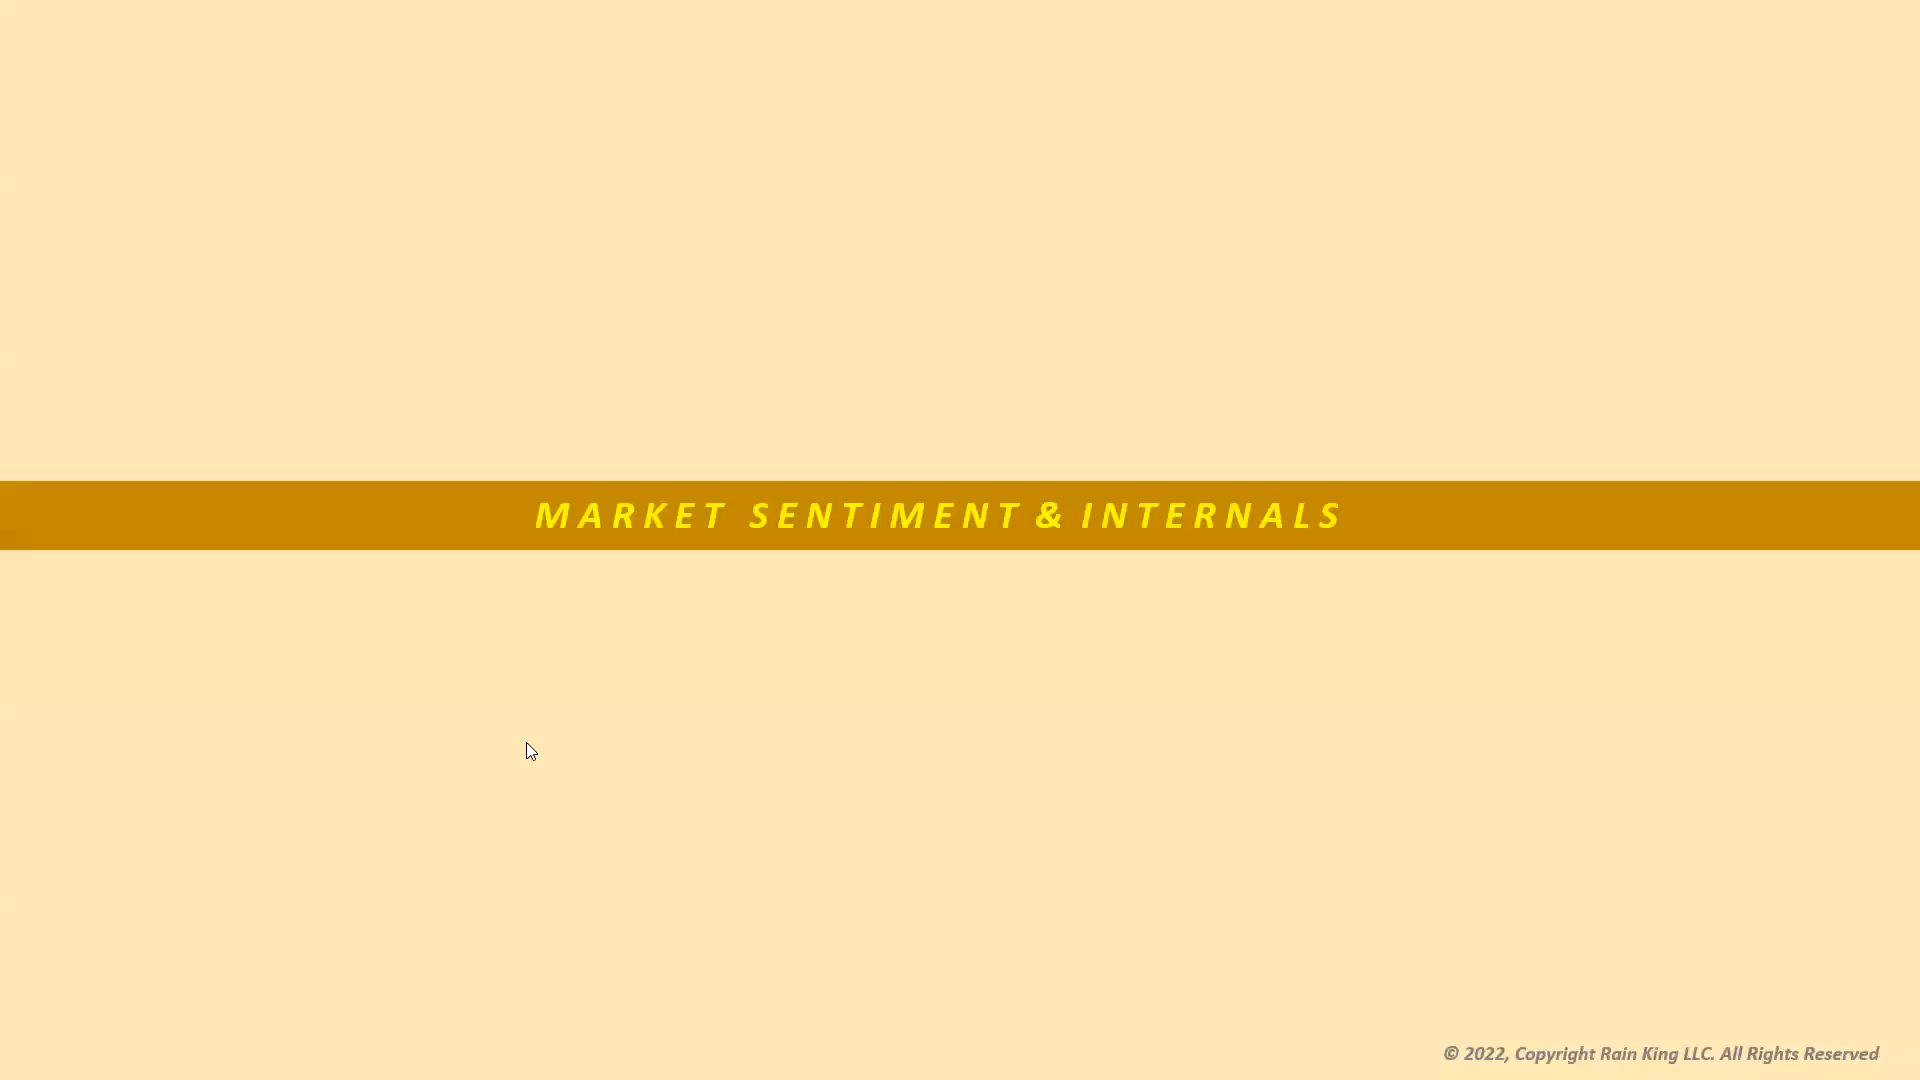 MARKET SENTIMENT & INTERNALS
© 2022, Copyright Rain King LLC. All Rights Reserved